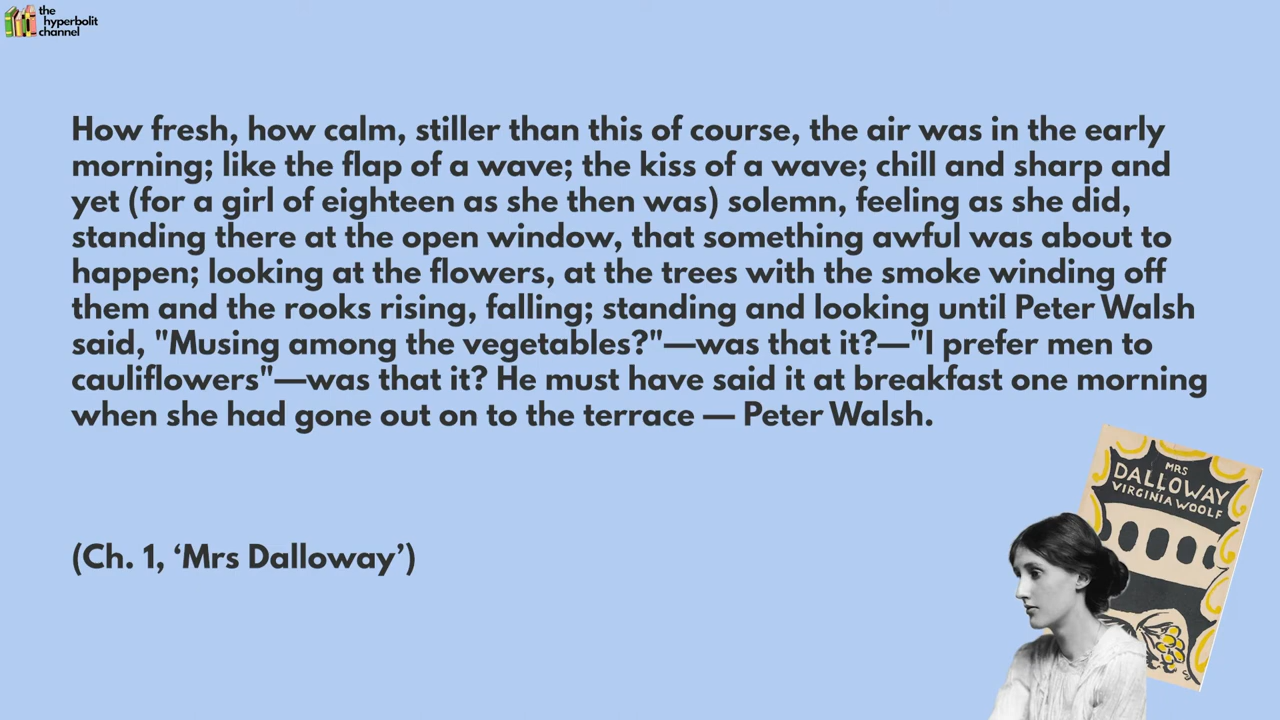 the
hyperbolit
channel
How fresh, how calm, stiller than this of course, the air was in the early
morning; like the flap of a wave; the kiss of a wave; chill and sharp and
yet (for a girl of eighteen as she then was) solemn, feeling as she did,
standing there at the open window, that something awful was about to
happen; looking at the flowers, at the trees with the smoke winding off
them and the rooks rising, falling; standing and looking until Peter Walsh
said, "Musing among the vegetables?"—was that it?—"I prefer men to
cauliflowers"—was that it? He must have said it at breakfast one morning
when she had gone out on to the terrace — Peter Walsh.
(Ch. 1, ‘Mrs Dalloway’)
MRS
DALLOWAY
VIRGINIA WOOLF